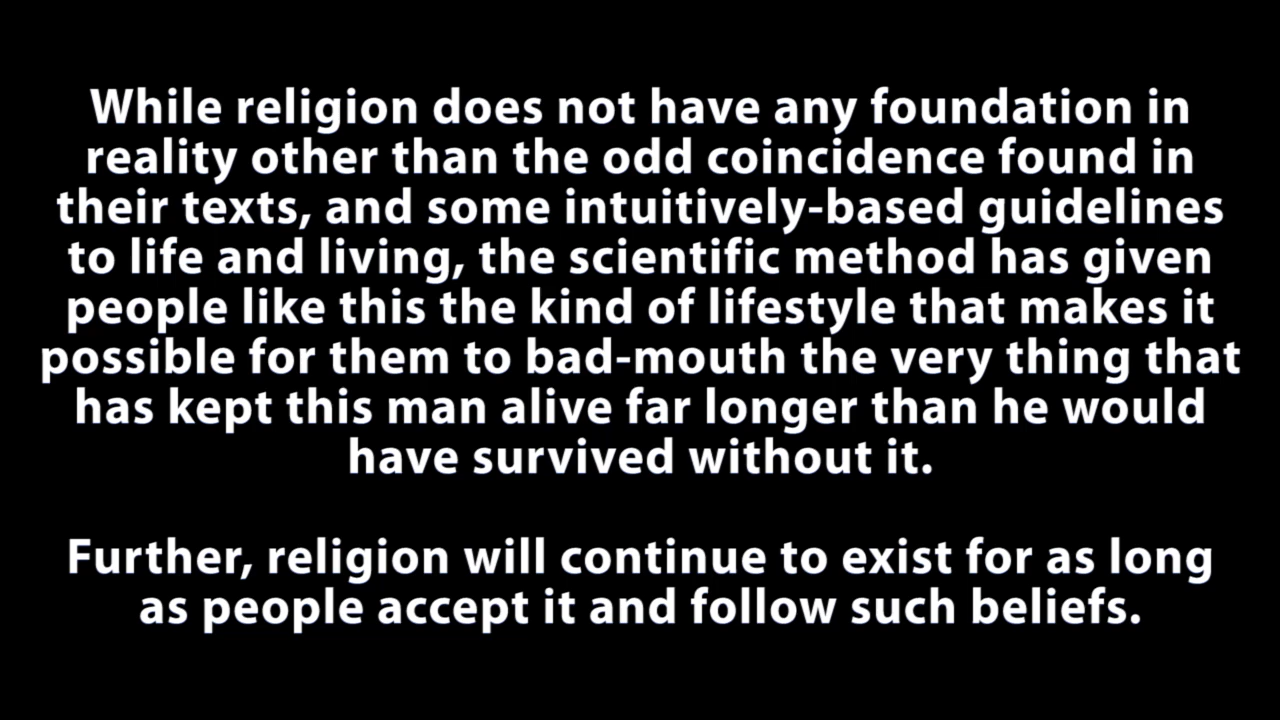 While religion does not have any foundation in
reality other than the odd coincidence found in
their texts, and some intuitively-based guidelines
to life and living, the scientific method has given
people like this the kind of lifestyle that makes it
possible for them to bad-mouth the very thing that
has kept this man alive far longer than he would
have survived without it.
Further, religion will continue to exist for as long
as people accept it and follow such beliefs.